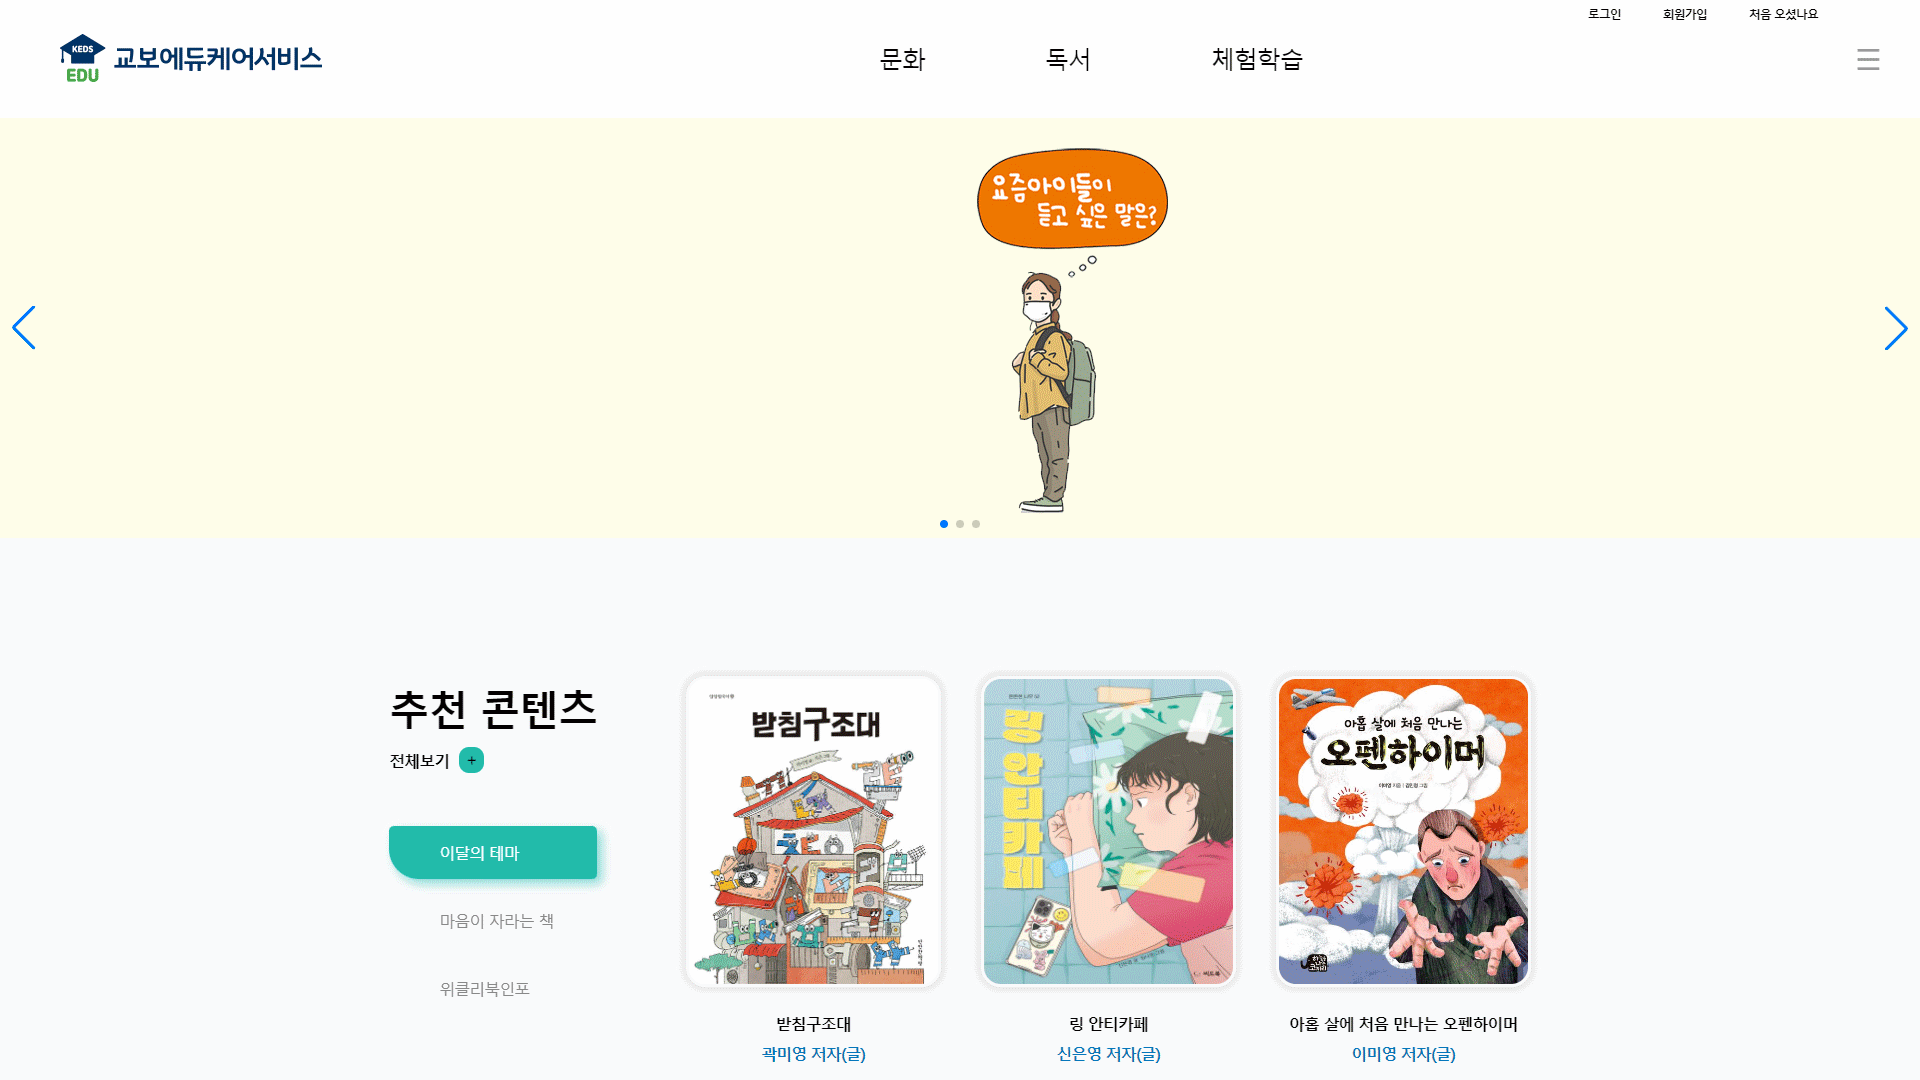 로그인
회원가입
처음 오셨나요
KEDS
EDU
교보에듀케어서비스
문화
독서
체험학습
요즘아이들이
듣고 싶은 말은?
추천 콘텐츠
전체보기
+
이달의 테마
마음이 자라는 책
위클리북인포
받침구조대
링 안티카페
아홉 살에 처음 만나는
오펜하이머
받침구조대
곽미영 저자(글)
링 안티카페
신은영 저자(글)
아홉 살에 처음 만나는 오펜하이머
이미영 저자(글)